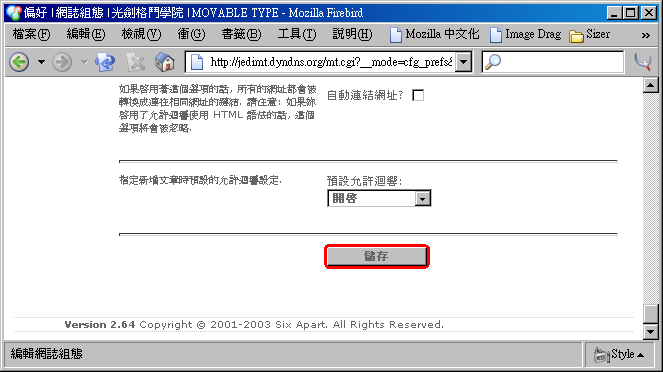 偏好 | 網誌組態 | 光劍格鬥學院 | MOVABLE TYPE - Mozilla Firebird
檔案(F) 編輯(E) 檢視(V) 衝(G) 書籤(B) 工具(T) 說明(H) Mozilla 中文化 Image Drag Sizer »
http://jedimt.dyndns.org/mt.cgi?__mode=cfg_prefs&
如果啓用著這個選項的話, 所有的網址都會被
轉換成連往相同網址的連結. 請注意: 如果妳
啓用了允許迴響使用 HTML 語法的話, 這個
選項將會被忽略.
自動連結網址?
指定新增文章時預設的允許迴響設定.
預設允許迴響:
開啓
儲存
Version 2.64 Copyright © 2001-2003 Six Apart. All Rights Reserved.
編輯網誌組態
Style